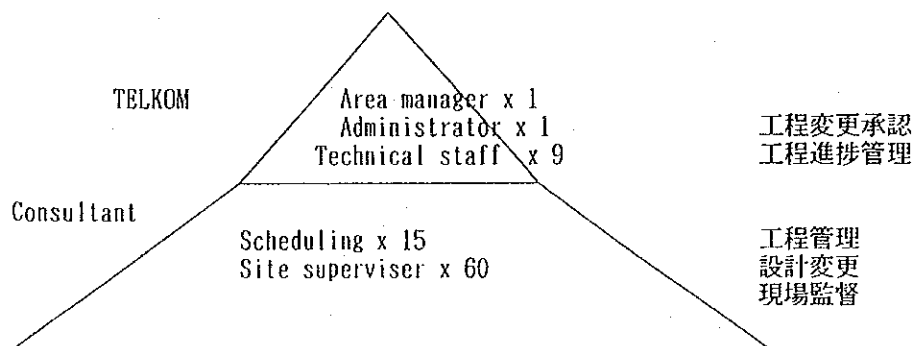 TELKOM
Area manager x 1
Administrator x 1
Technical staff x 9
工程変更承認
工程進捗管理
Consultant
Scheduling x 15
Site superviser x 60
工程管理
設計変更
現場監督